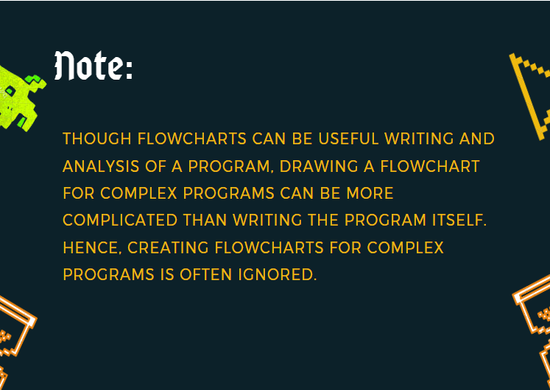 Note:
THOUGH FLOWCHARTS CAN BE USEFUL WRITING AND
ANALYSIS OF A PROGRAM, DRAWING A FLOWCHART
FOR COMPLEX PROGRAMS CAN BE MORE
COMPLICATED THAN WRITING THE PROGRAM ITSELF.
HENCE, CREATING FLOWCHARTS FOR COMPLEX
PROGRAMS IS OFTEN IGNORED.